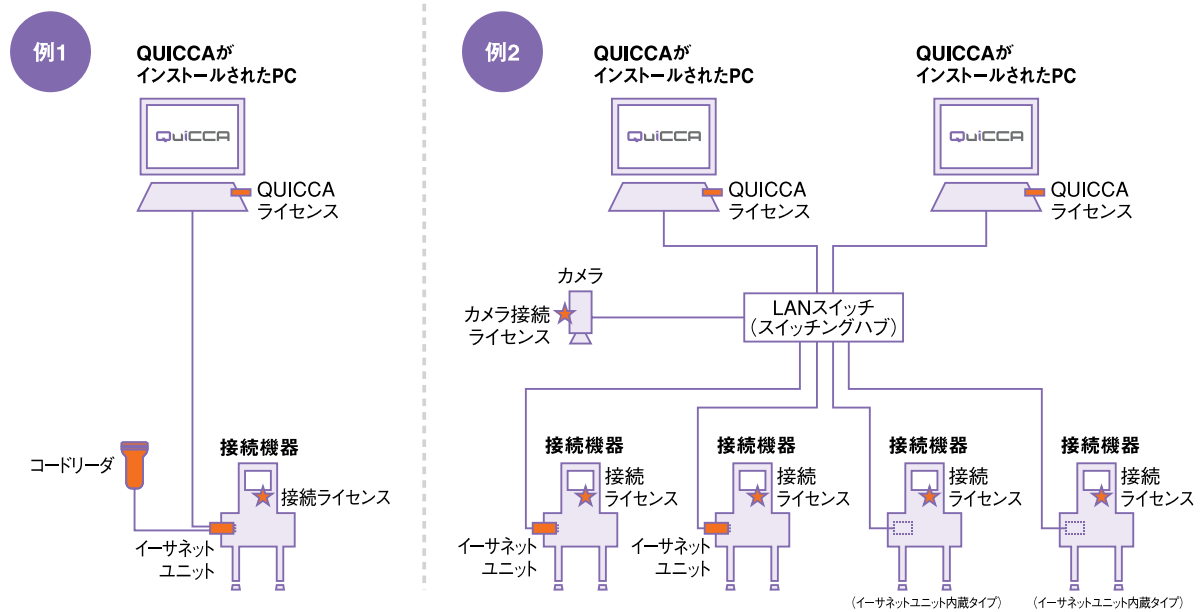 例1
QUICCAが
インストールされたPC
QuiCCA
QUICCA
ライセンス
コードリーダ
接続機器
接続ライセンス
イーサネット
ユニット
例2
QUICCAが
インストールされたPC
QuiCCA
QUICCA
ライセンス
QUICCAが
インストールされたPC
QuiCCA
QUICCA
ライセンス
カメラ
カメラ接続
ライセンス
LANスイッチ
（スイッチングハブ）
接続機器
接続
ライセンス
イーサネット
ユニット
接続機器
接続
ライセンス
イーサネット
ユニット
接続機器
接続
ライセンス
（イーサネットユニット内蔵タイプ）
接続機器
接続
ライセンス
（イーサネットユニット内蔵タイプ）